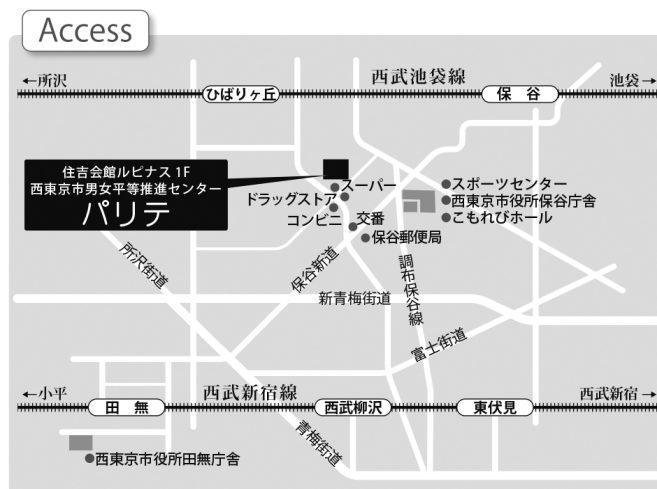 Access
←所沢
西武池袋線
池袋→
ひばりヶ丘
保谷
住吉会館ルピナス1F
西東京市男女平等推進センター
パリテ
スーパー
ドラッグストア
コンビニ
交番
保谷郵便局
スポーツセンター
西東京市役所保谷庁舎
こもれびホール
所沢街道
保谷新道
新青梅街道
調布保谷線
富士街道
←小平
西武新宿線
西武新宿→
田無
西武柳沢
東伏見
青梅街道
西東京市役所田無庁舎